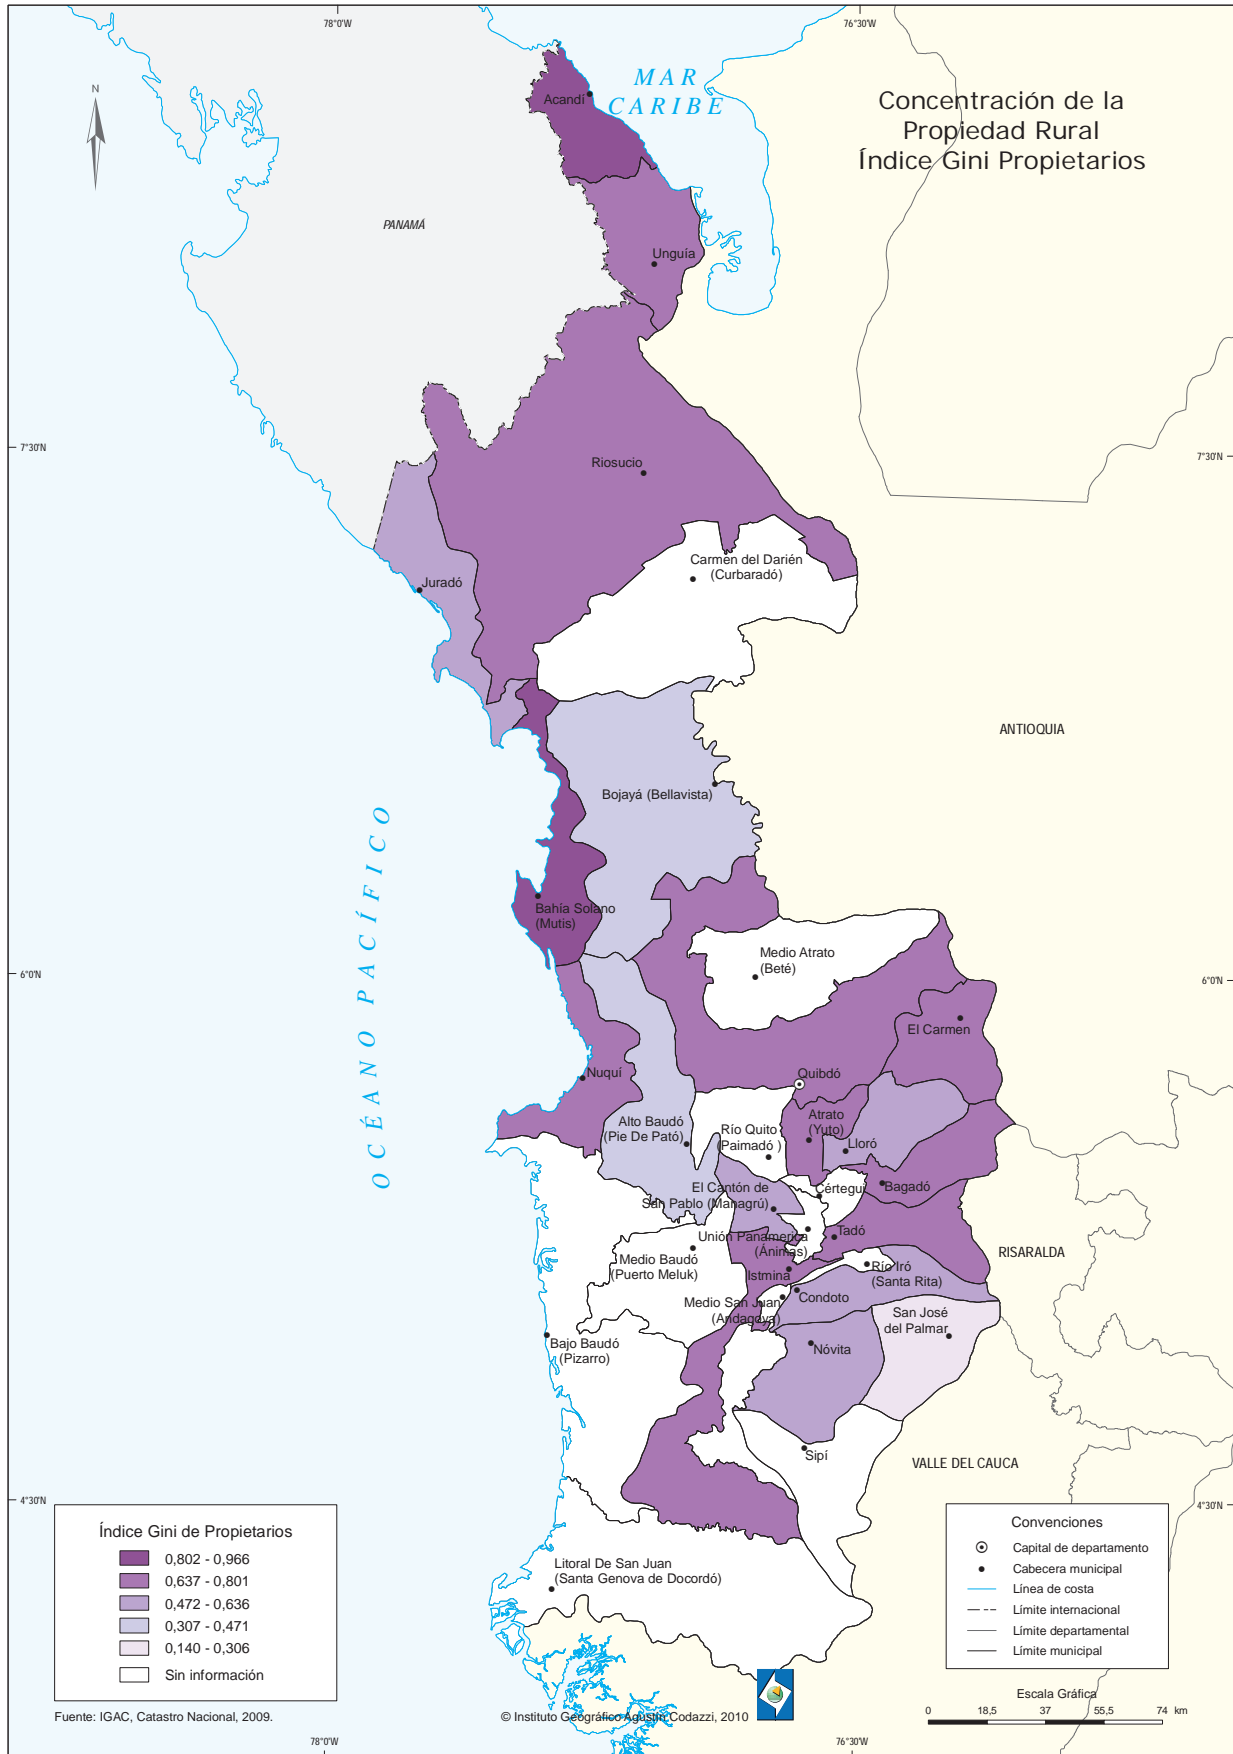 78°0'W
76°30'W
Concentración de la
Propiedad Rural
Índice Gini Propietarios
MAR
CARIBE
N
Acandí
PANAMÁ
Unguía
7°30'N
7°30'N
Riosucio
Carmen del Darién
(Curbaradó)
Juradó
ANTIOQUIA
Bojayá (Bellavista)
OCÉANO PACÍFICO
Bahía Solano
(Mutis)
Medio Atrato
(Beté)
6°0'N
6°0'N
El Carmen
Nuquí
Quibdó
Alto Baudó
(Pie De Pató)
Río Quito
(Paimadó )
Atrato
(Yuto)
Lloró
El Cantón de
San Pablo (Managrú)
Cértegui
Bagadó
Unión Panamerica
(Ánimas)
Tadó
Medio Baudó
(Puerto Meluk)
Istmina
Río Iró
(Santa Rita)
RISARALDA
Medio San Juan
(Andagoya)
Condoto
San José
del Palmar
Bajo Baudó
(Pizarro)
Nóvita
Sipí
VALLE DEL CAUCA
4°30'N
4°30'N
Índice Gini de Propietarios
0,802 - 0,966
0,637 - 0,801
0,472 - 0,636
0,307 - 0,471
0,140 - 0,306
Sin información
Litoral De San Juan
(Santa Genova de Docordó)
Convenciones
Capital de departamento
Cabecera municipal
Línea de costa
Límite internacional
Límite departamental
Límite municipal
Escala Gráfica
0 18,5 37 55,5 74 km
Fuente: IGAC, Catastro Nacional, 2009.
© Instituto Geográfico Agustín Codazzi, 2010
78°0'W
76°30'W